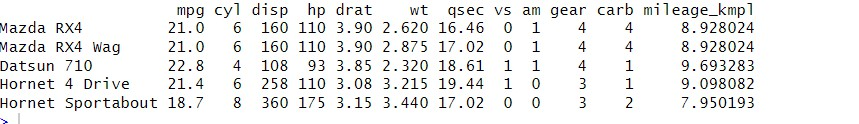 mpg cyl disp hp drat wt qsec vs am gear carb mileage_kmpl
Mazda RX4 21.0 6 160 110 3.90 2.620 16.46 0 1 4 4 8.928024
Mazda RX4 Wag 21.0 6 160 110 3.90 2.875 17.02 0 1 4 4 8.928024
Datsun 710 22.8 4 108 93 3.85 2.320 18.61 1 1 4 1 9.693283
Hornet 4 Drive 21.4 6 258 110 3.08 3.215 19.44 1 0 3 1 9.098082
Hornet Sportabout 18.7 8 360 175 3.15 3.440 17.02 0 0 3 2 7.950193
>